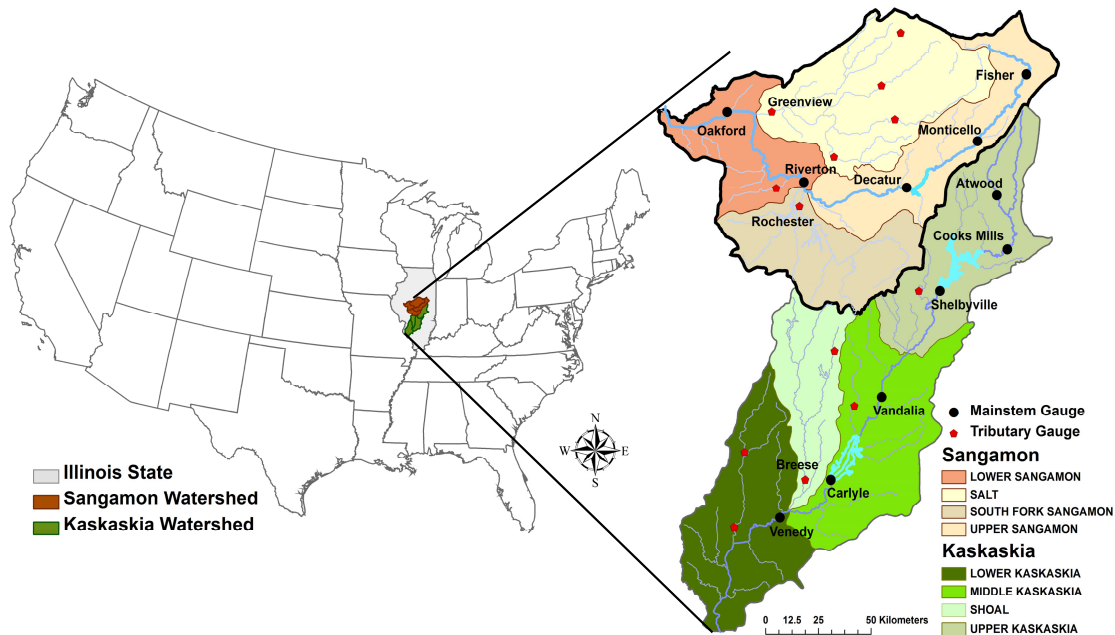 Fisher
Greenview
Oakford
Monticello
Riverton
Decatur
Atwood
Rochester
Cooks Mills
Shelbyville
Vandalia
Breese
Carlyle
Venedy
N
W
E
S
Illinois State
Sangamon Watershed
Kaskaskia Watershed
Mainstem Gauge
Tributary Gauge
Sangamon
LOWER SANGAMON
SALT
SOUTH FORK SANGAMON
UPPER SANGAMON
Kaskaskia
LOWER KASKASKIA
MIDDLE KASKASKIA
SHOAL
UPPER KASKASKIA
0 12.5 25 50 Kilometers